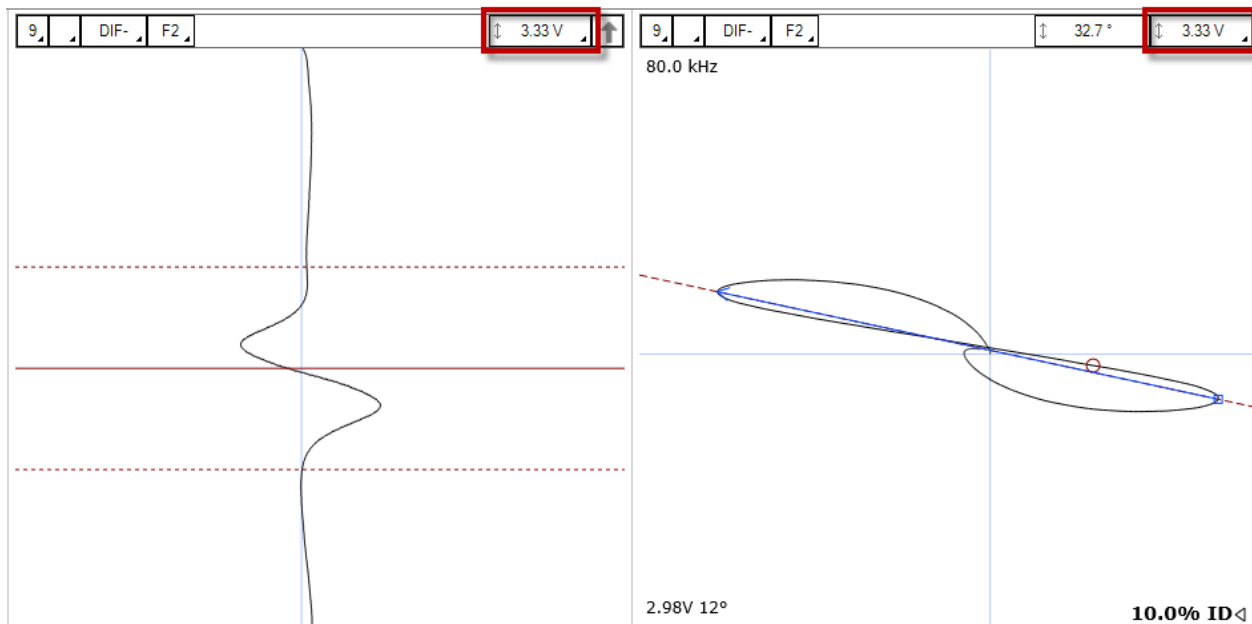 9 DIF- F2 3.33 V
9 DIF- F2 32.7 ° 3.33 V
80.0 kHz
2.98V 12°
10.0% ID